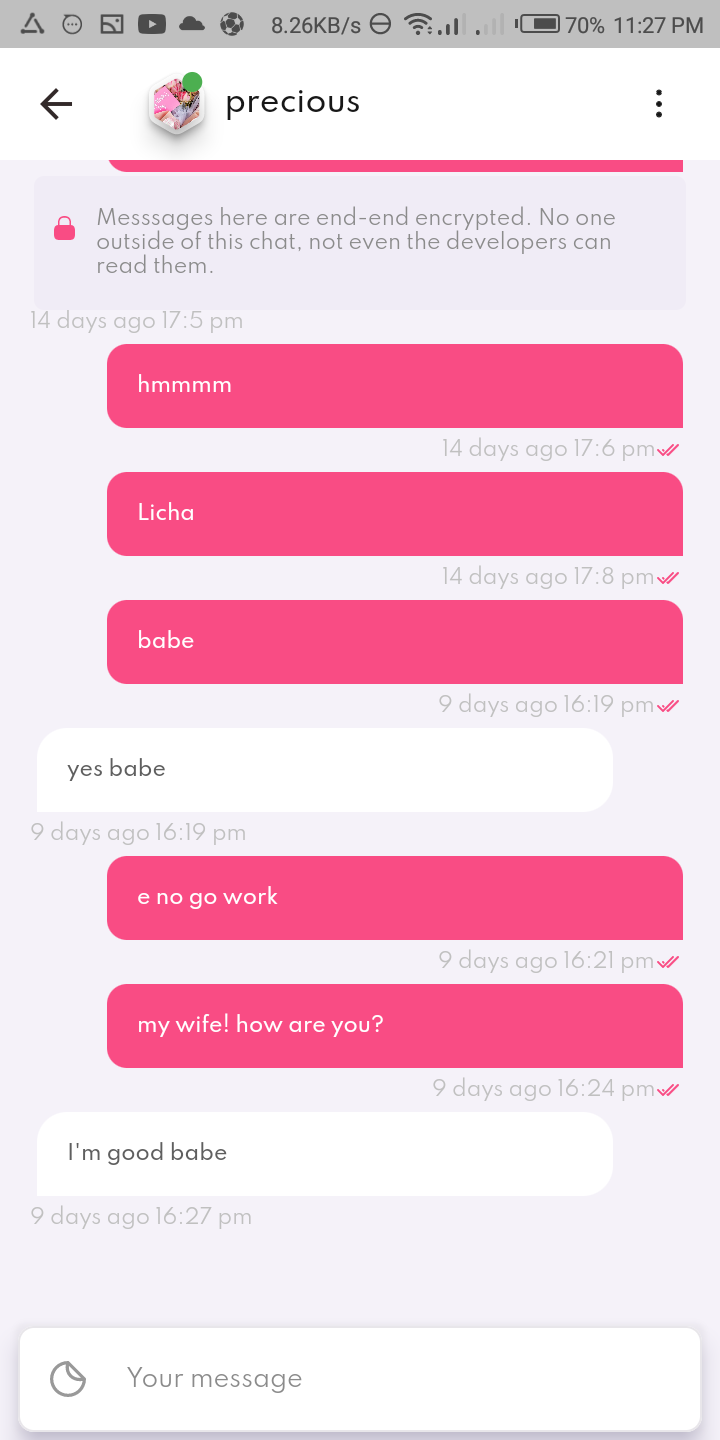 8.26KB/s 70% 11:27 PM
precious
Messsages here are end-end encrypted. No one
outside of this chat, not even the developers can
read them.
14 days ago 17:5 pm
hmmmm
14 days ago 17:6 pm
Licha
14 days ago 17:8 pm
babe
9 days ago 16:19 pm
yes babe
9 days ago 16:19 pm
e no go work
9 days ago 16:21 pm
my wife! how are you?
9 days ago 16:24 pm
I'm good babe
9 days ago 16:27 pm
Your message